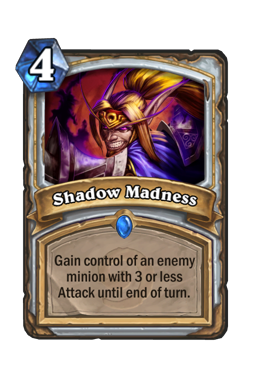 4
Shadow Madness
Gain control of an enemy
minion with 3 or less
Attack until end of turn.